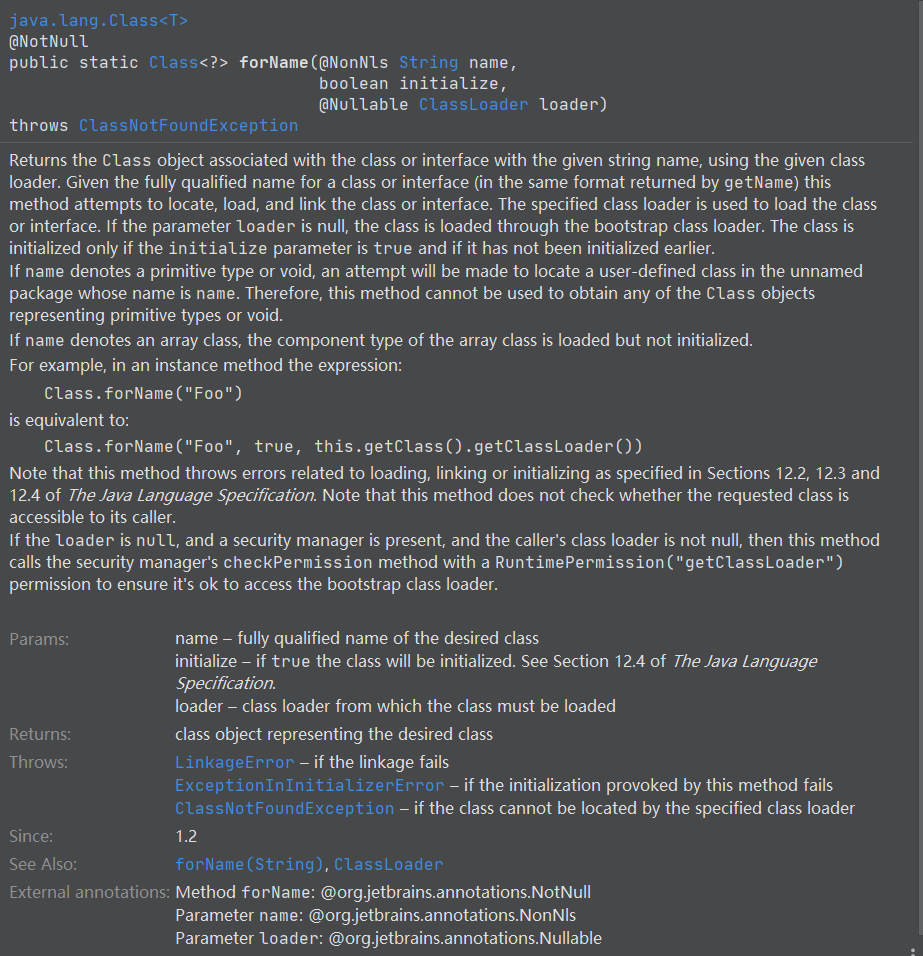 java.lang.Class<T>
@NotNull
public static Class<?> forName(@NonNls String name,
boolean initialize,
@Nullable ClassLoader loader)
throws ClassNotFoundException
Returns the Class object associated with the class or interface with the given string name, using the given class
loader. Given the fully qualified name for a class or interface (in the same format returned by getName) this
method attempts to locate, load, and link the class or interface. The specified class loader is used to load the class
or interface. If the parameter loader is null, the class is loaded through the bootstrap class loader. The class is
initialized only if the initialize parameter is true and if it has not been initialized earlier.
If name denotes a primitive type or void, an attempt will be made to locate a user-defined class in the unnamed
package whose name is name. Therefore, this method cannot be used to obtain any of the Class objects
representing primitive types or void.
If name denotes an array class, the component type of the array class is loaded but not initialized.
For example, in an instance method the expression:
Class.forName("Foo")
is equivalent to:
Class.forName("Foo", true, this.getClass().getClassLoader())
Note that this method throws errors related to loading, linking or initializing as specified in Sections 12.2, 12.3 and
12.4 of The Java Language Specification. Note that this method does not check whether the requested class is
accessible to its caller.
If the loader is null, and a security manager is present, and the caller's class loader is not null, then this method
calls the security manager's checkPermission method with a RuntimePermission("getClassLoader")
permission to ensure it's ok to access the bootstrap class loader.
Params: name – fully qualified name of the desired class
initialize – if true the class will be initialized. See Section 12.4 of The Java Language
Specification.
loader – class loader from which the class must be loaded
Returns: class object representing the desired class
Throws: LinkageError – if the linkage fails
ExceptionInInitializerError – if the initialization provoked by this method fails
ClassNotFoundException – if the class cannot be located by the specified class loader
Since: 1.2
See Also: forName(String), ClassLoader
External annotations: Method forName: @org.jetbrains.annotations.NotNull
Parameter name: @org.jetbrains.annotations.NonNls
Parameter loader: @org.jetbrains.annotations.Nullable